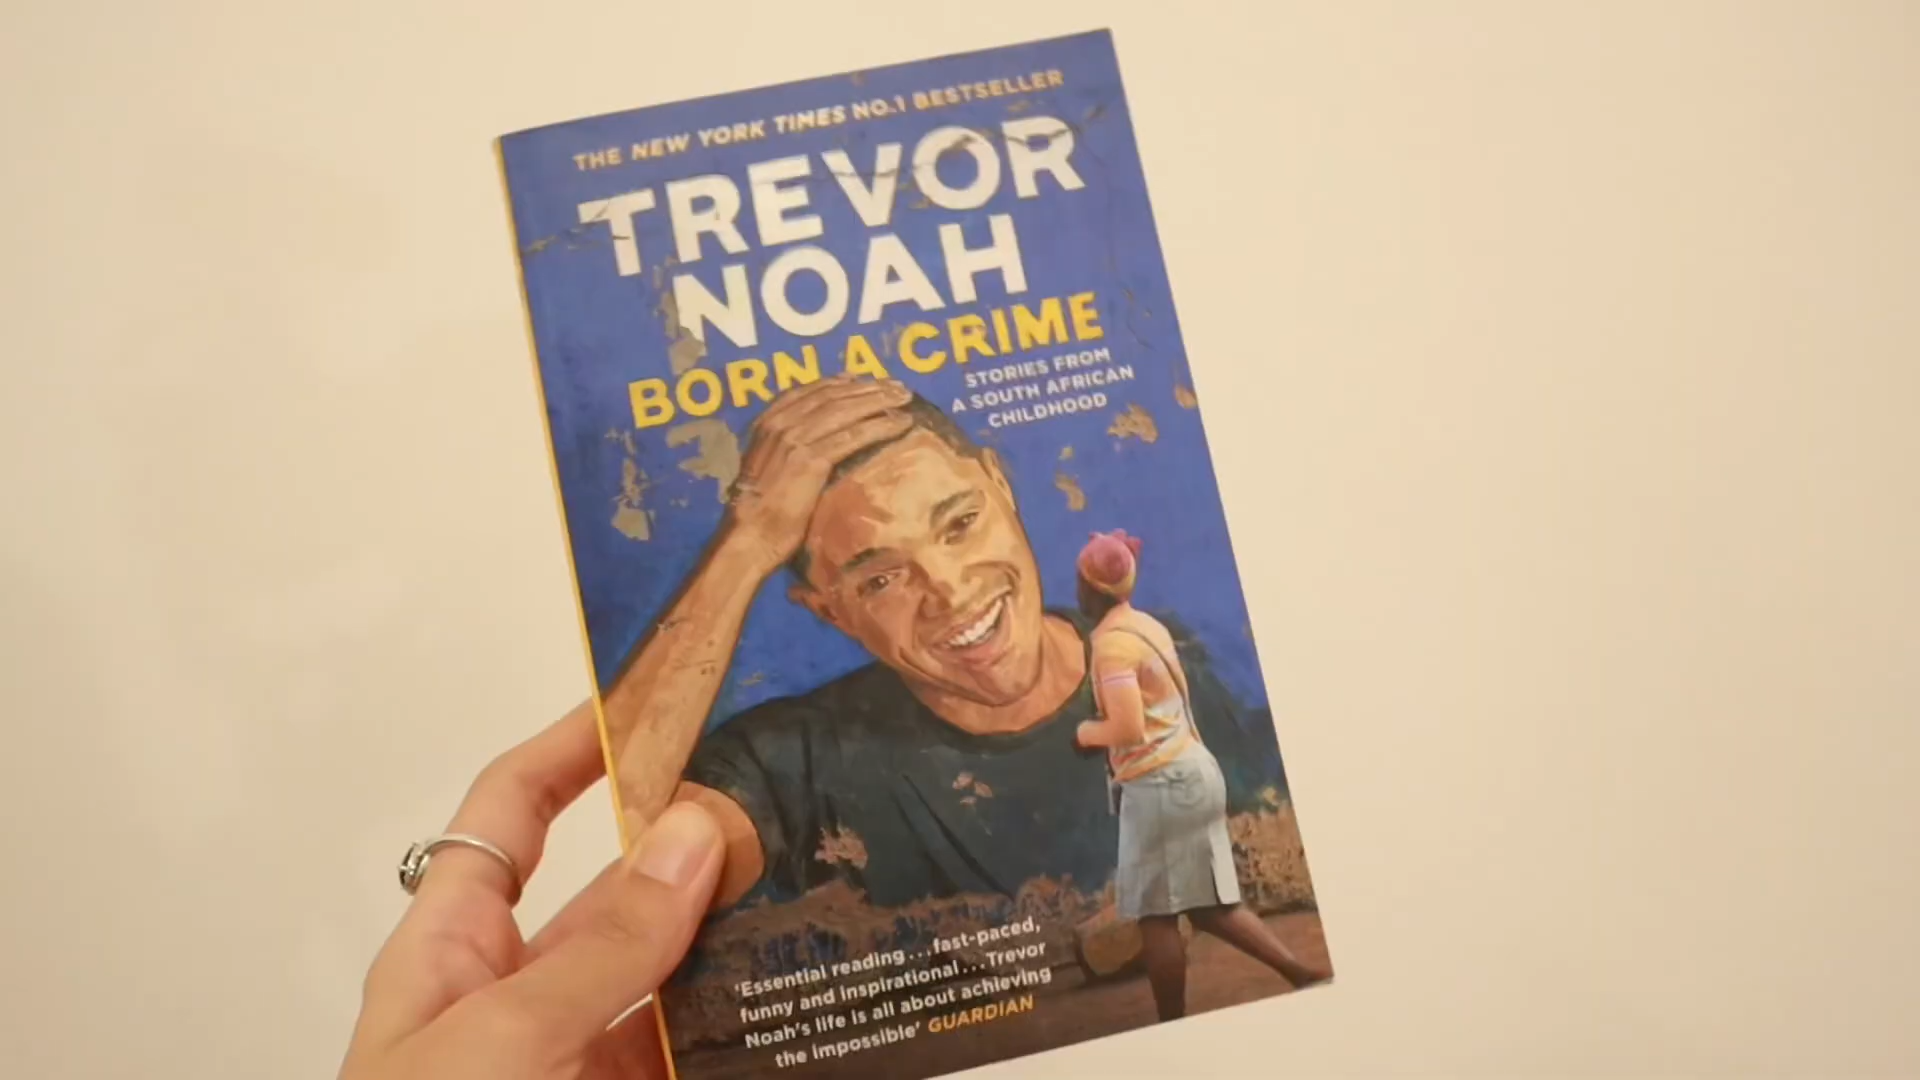 THE NEW YORK TIMES NO.1 BESTSELLER
TREVOR
NOAH
BORN A CRIME
STORIES FROM
A SOUTH AFRICAN
CHILDHOOD
‘Essential reading...fast-paced,
funny and inspirational...Trevor
Noah’s life is all about achieving
the impossible’ GUARDIAN